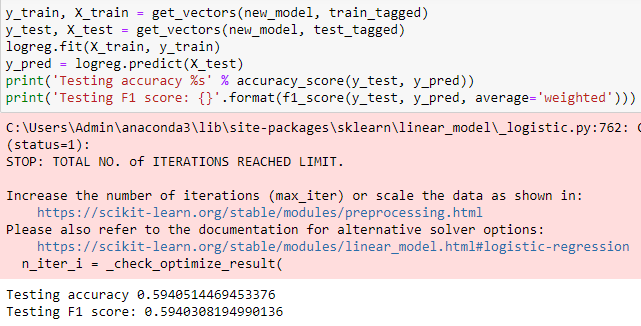 y_train, X_train = get_vectors(new_model, train_tagged)
y_test, X_test = get_vectors(new_model, test_tagged)
logreg.fit(X_train, y_train)
y_pred = logreg.predict(X_test)
print('Testing accuracy %s' % accuracy_score(y_test, y_pred))
print('Testing F1 score: {}'.format(f1_score(y_test, y_pred, average='weighted')))
C:\Users\Admin\anaconda3\lib\site-packages\sklearn\linear_model\_logistic.py:762:
(status=1):
STOP: TOTAL NO. of ITERATIONS REACHED LIMIT.
Increase the number of iterations (max_iter) or scale the data as shown in:
https://scikit-learn.org/stable/modules/preprocessing.html
Please also refer to the documentation for alternative solver options:
https://scikit-learn.org/stable/modules/linear_model.html#logistic-regression
n_iter_i = _check_optimize_result(
Testing accuracy 0.5940514469453376
Testing F1 score: 0.5940308194990136